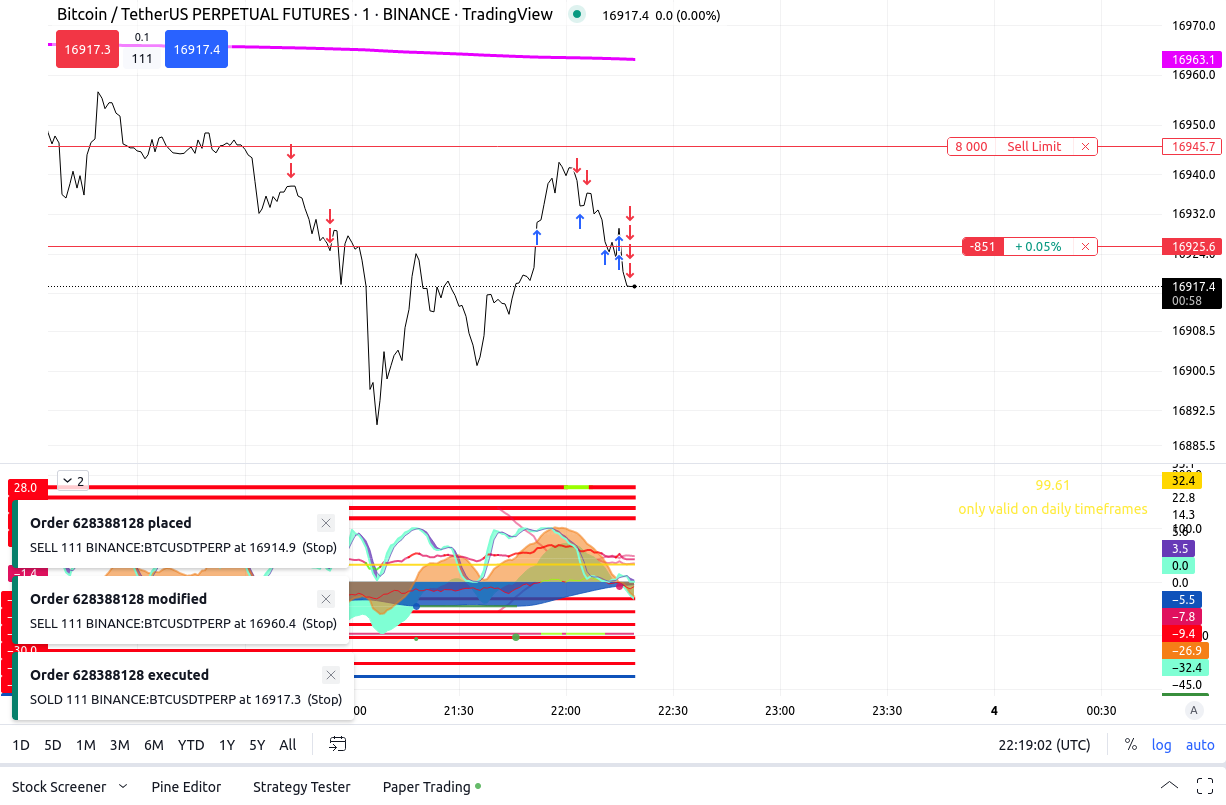 Bitcoin / TetherUS PERPETUAL FUTURES · 1 · BINANCE · TradingView
16917.4 0.0 (0.00%)
16917.3
0.1
111
16917.4
16970.0
16963.1
16960.0
16950.0
8 000 Sell Limit
16945.7
16940.0
16932.0
-851 + 0.05%
16925.6
16924.0
16917.4
00:58
16908.5
16900.5
16892.5
16885.5
2
28.0
99.61
only valid on daily timeframes
32.4
22.8
14.3
100.0
3.5
0.0
0.0
−5.5
−7.8
−9.4
−26.9
−32.4
−45.0
Order 628388128 placed
SELL 111 BINANCE:BTCUSDTPERP at 16914.9 (Stop)
−1.4
Order 628388128 modified
SELL 111 BINANCE:BTCUSDTPERP at 16960.4 (Stop)
Order 628388128 executed
SOLD 111 BINANCE:BTCUSDTPERP at 16917.3 (Stop)
21:30 22:00 22:30 23:00 23:30 4 00:30 A
1D 5D 1M 3M 6M YTD 1Y 5Y All
22:19:02 (UTC) % log auto
Stock Screener Pine Editor Strategy Tester Paper Trading